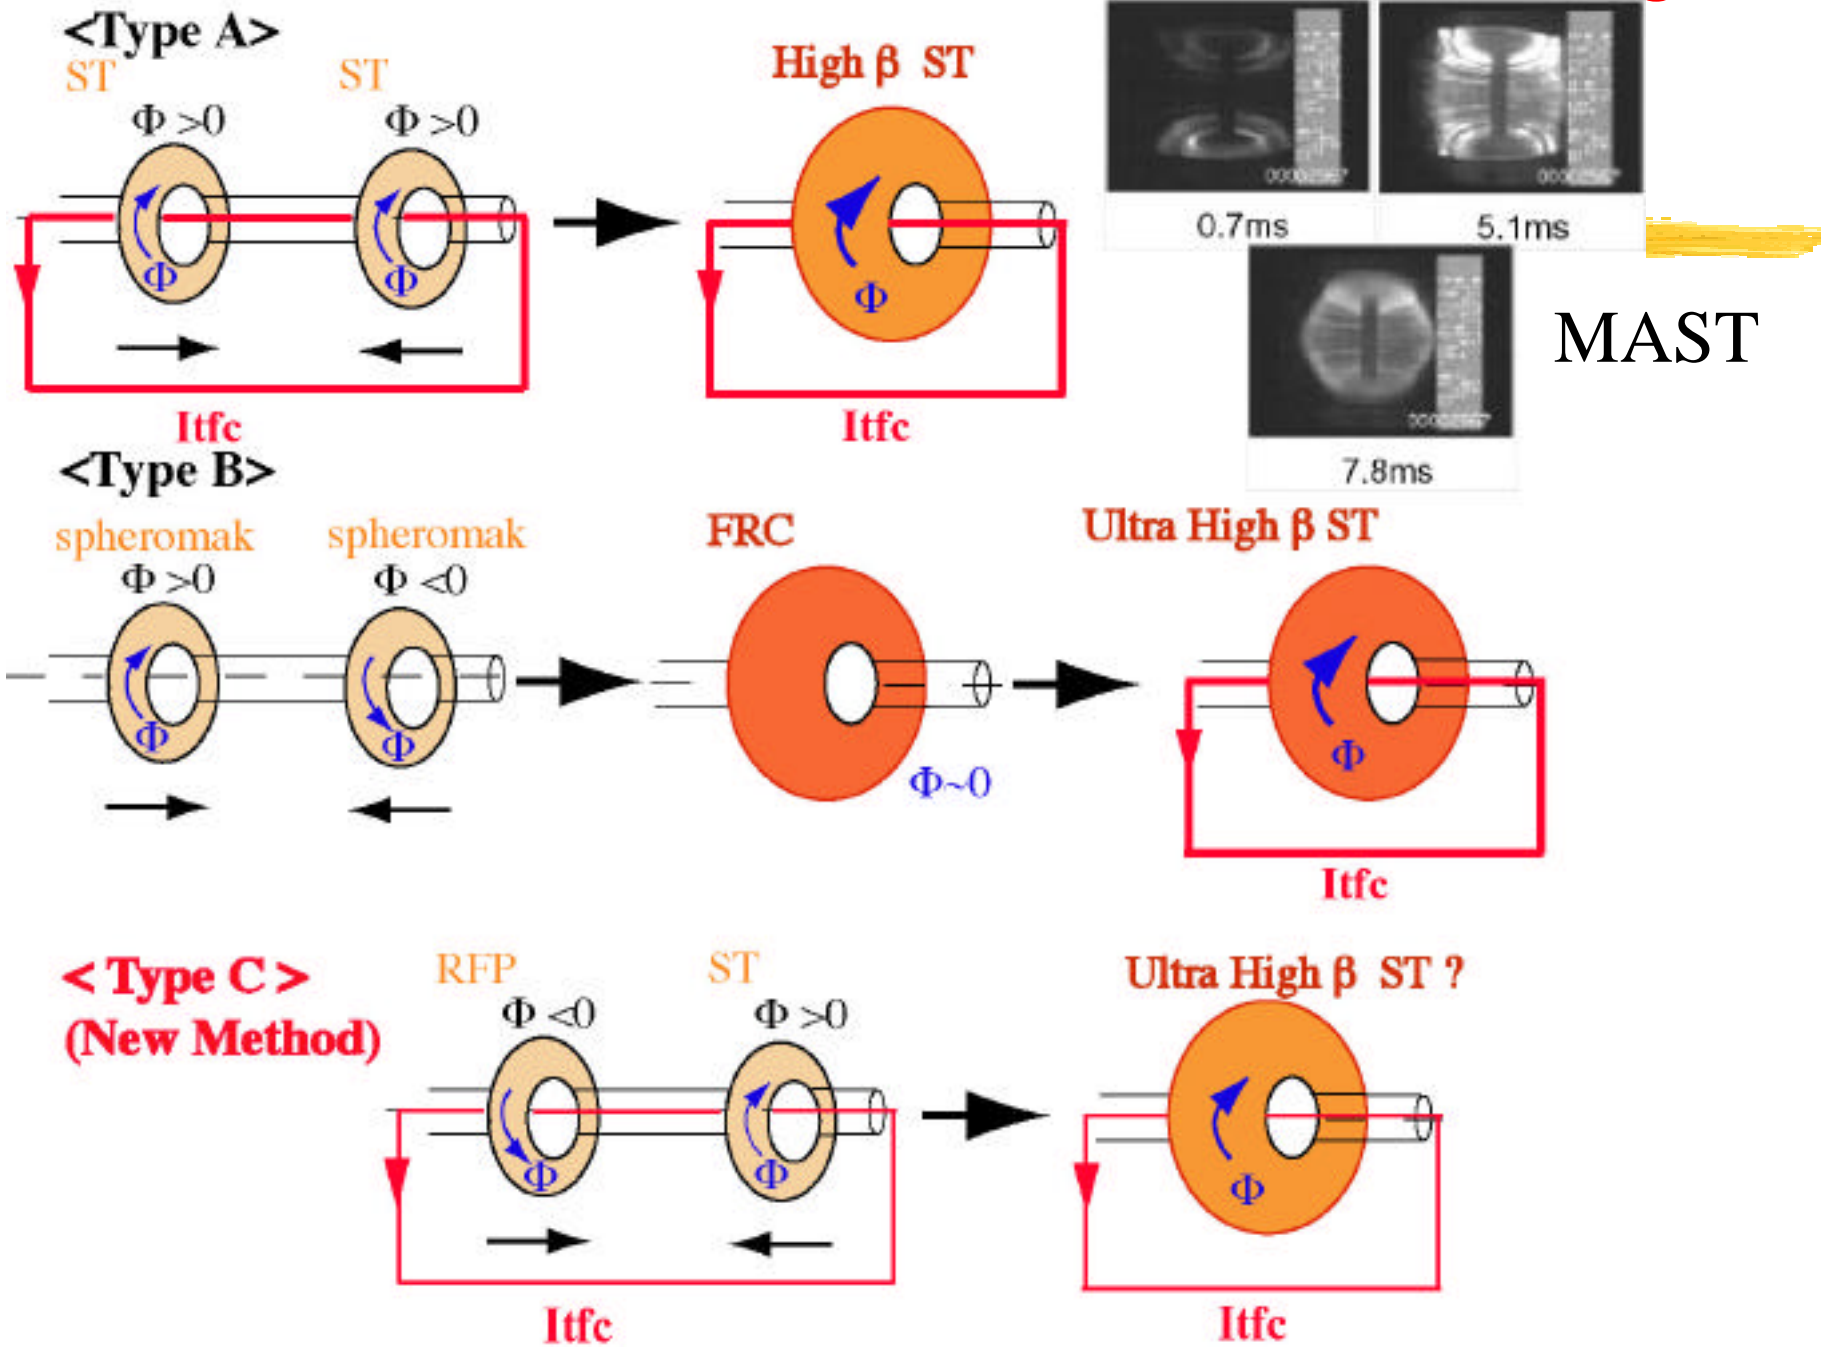 <Type A>
ST ST
Φ >0 Φ >0
Φ Φ
Itfc
High β ST
Φ
Itfc
0.7ms 5.1ms
7.8ms
MAST
<Type B>
spheromak spheromak
Φ >0 Φ <0
Φ Φ
FRC
Φ~0
Ultra High β ST
Φ
Itfc
< Type C >
(New Method)
RFP ST
Φ <0 Φ >0
Φ Φ
Itfc
Ultra High β ST ?
Φ
Itfc